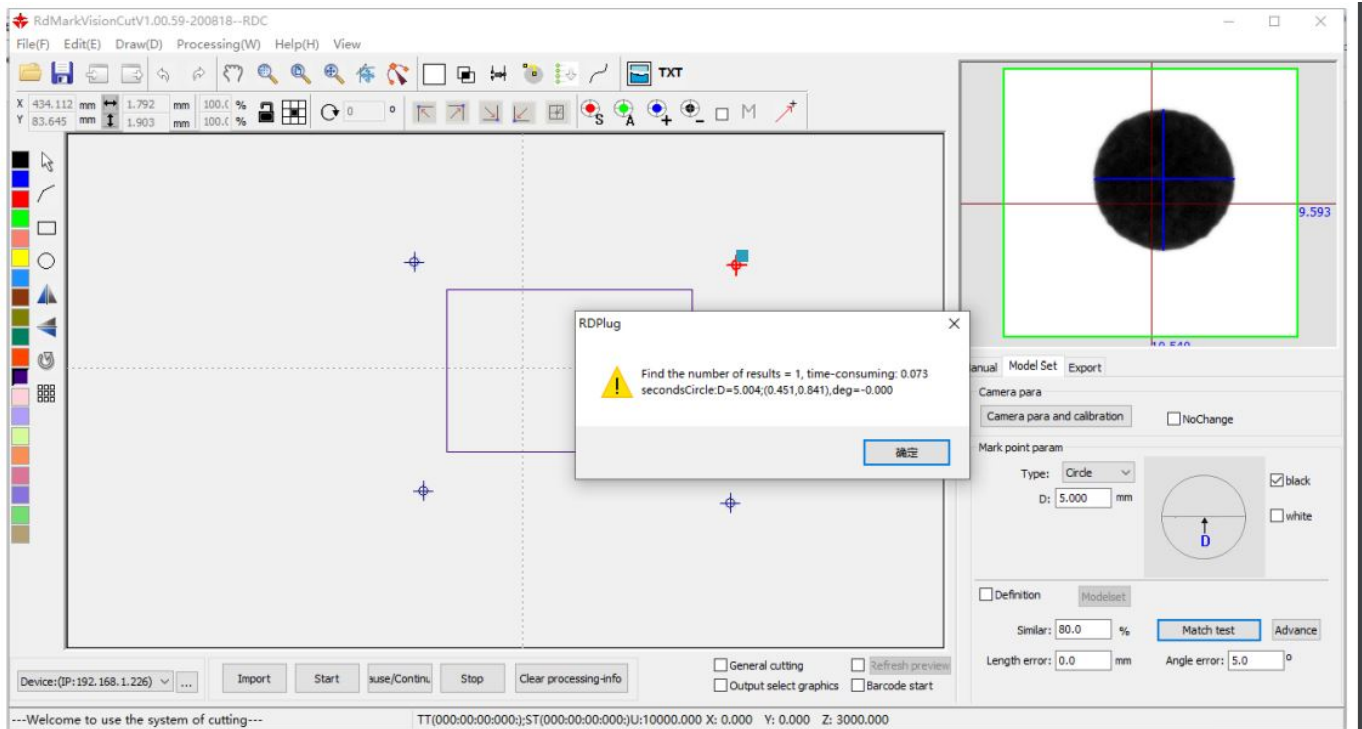 RdMarkVisionCutV1.00.59-200818--RDC
File(F) Edit(E) Draw(D) Processing(W) Help(H) View
TXT
X 434.112 mm 1.792 mm 100.( %
Y 83.645 mm 1.903 mm 100.( %
0 °
S A M
9.593
10.549
RDPlug
Find the number of results = 1, time-consuming: 0.073
secondsCircle:D=5.004;(0.451,0.841),deg=-0.000
确定
anual Model Set Export
Camera para
Camera para and calibration NoChange
Mark point param
Type: Circle
D: 5.000 mm
black
white
D
Definition Modelset
Similar: 80.0 % Match test Advance
Length error: 0.0 mm Angle error: 5.0 °
Device:(IP:192.168.1.226) ... Import Start ause/Continu Stop Clear processing-info
General cutting Refresh preview
Output select graphics Barcode start
---Welcome to use the system of cutting--- TT(000:00:00:000:);ST(000:00:00:000:)U:10000.000 X: 0.000 Y: 0.000 Z: 3000.000